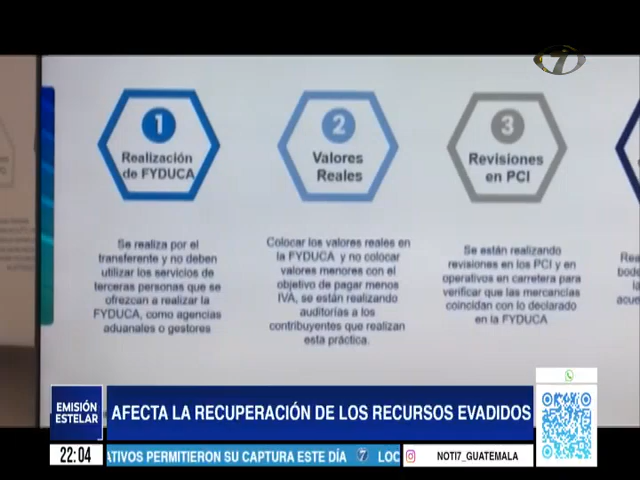 7
1
Realización
de FYDUCA
Se realiza por el
transferente y no deben
utilizar los servicios de
terceras personas que se
ofrezcan a realizar la
FYDUCA, como agencias
aduanales o gestores
2
Valores
Reales
Colocar los valores reales en
la FYDUCA y no colocar
valores menores con el
objetivo de pagar menos
IVA, se están realizando
auditorías a los
contribuyentes que realizan
esta práctica.
3
Revisiones
en PCI
Se están realizando
revisiones en los PCI y en
operativos en carretera para
verificar que las mercancías
coincidan con lo declarado
en la FYDUCA
EMISIÓN
ESTELAR
AFECTA LA RECUPERACIÓN DE LOS RECURSOS EVADIDOS
22:04
ATIVOS PERMITIERON SU CAPTURA ESTE DÍA 7 LOC
NOTI7_GUATEMALA